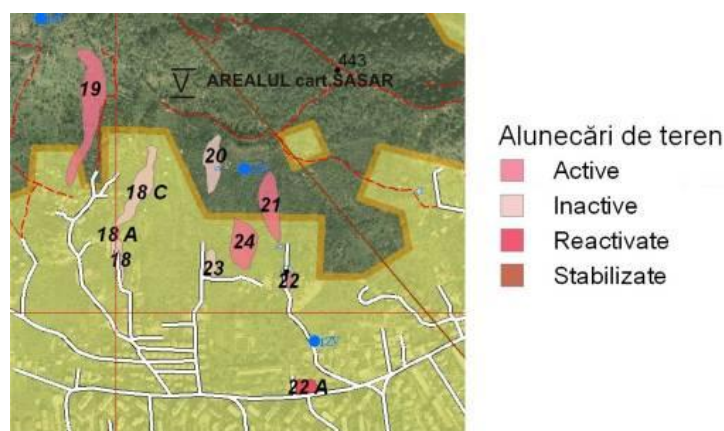 443
V AREALUL cart.SASAR
19
20
18 C
21
18 A
24
18
23
22
22 A
Alunecări de teren
Active
Inactive
Reactivate
Stabilizate